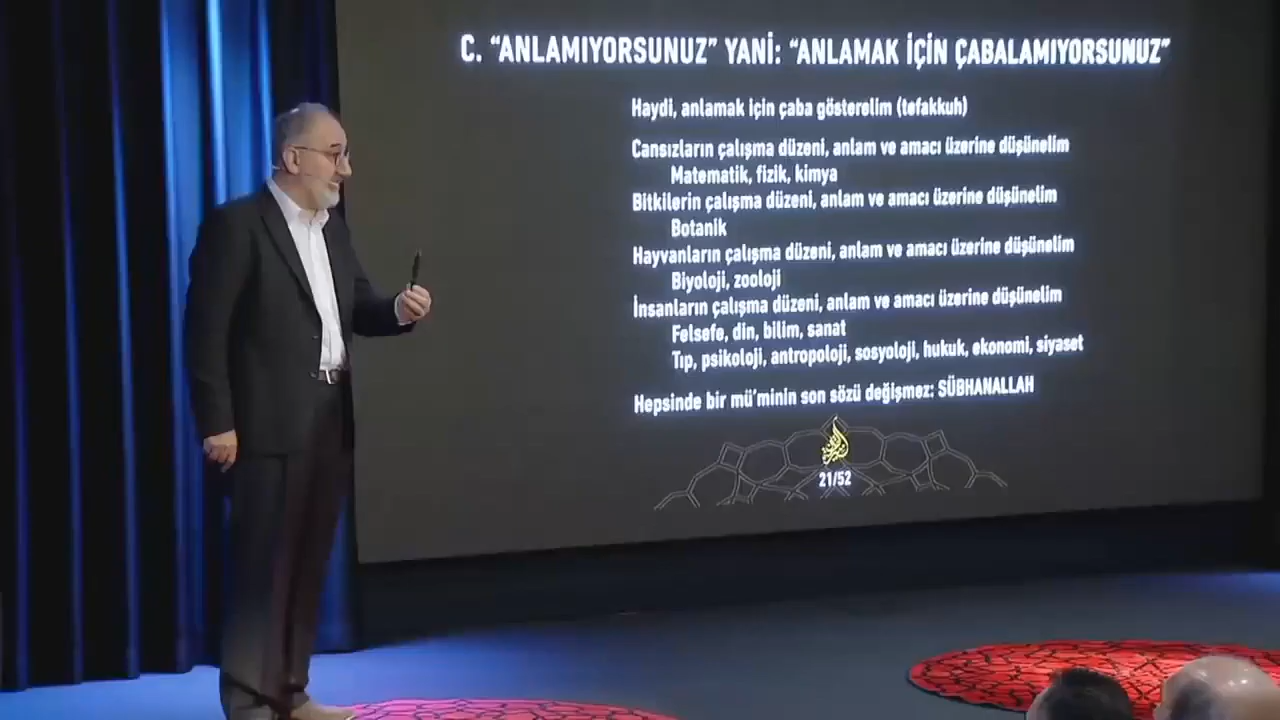 C. “ANLAMIYORSUNUZ” YANİ: “ANLAMAK İÇİN ÇABALAMIYORSUNUZ”
Haydi, anlamak için çaba gösterelim (tefakkuh)
Cansızların çalışma düzeni, anlam ve amacı üzerine düşünelim
Matematik, fizik, kimya
Bitkilerin çalışma düzeni, anlam ve amacı üzerine düşünelim
Botanik
Hayvanların çalışma düzeni, anlam ve amacı üzerine düşünelim
Biyoloji, zooloji
İnsanların çalışma düzeni, anlam ve amacı üzerine düşünelim
Felsefe, din, bilim, sanat
Tıp, psikoloji, antropoloji, sosyoloji, hukuk, ekonomi, siyaset
Hepsinde bir mü’minin son sözü değişmez: SÜBHANALLAH
21/52